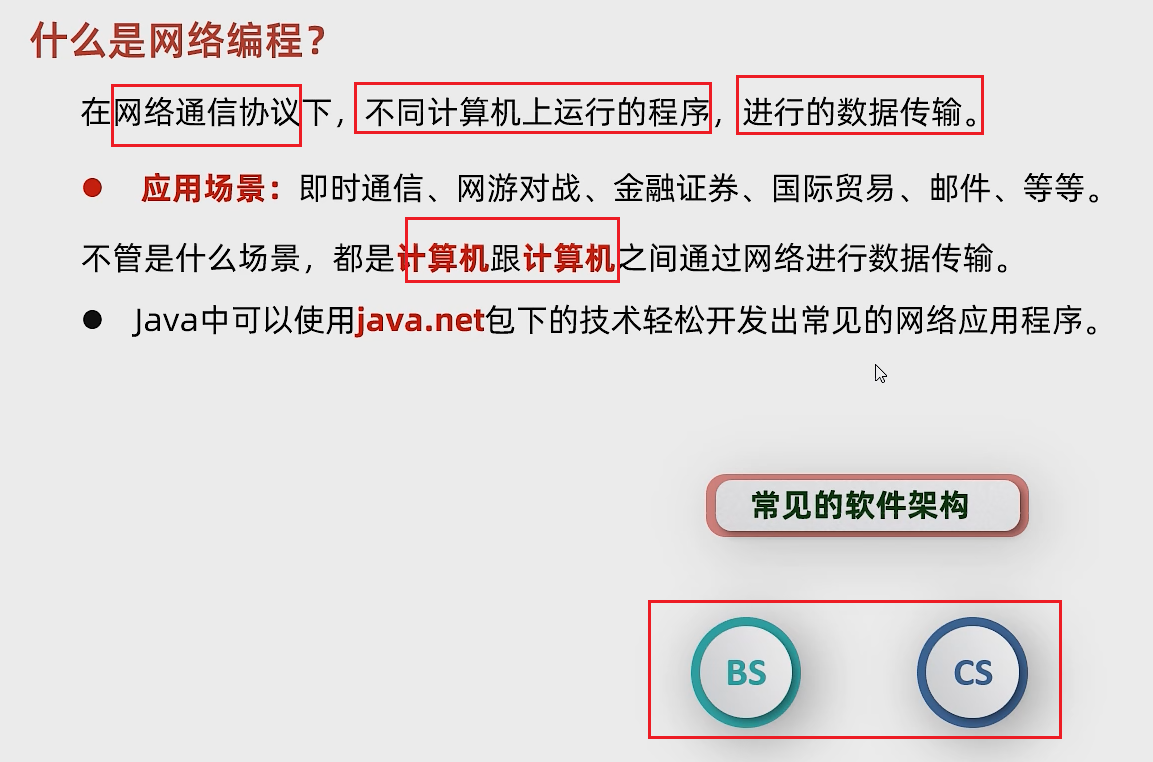 什么是网络编程？
在网络通信协议下，不同计算机上运行的程序，进行的数据传输。
● 应用场景：即时通信、网游对战、金融证券、国际贸易、邮件、等等。
不管是什么场景，都是计算机跟计算机之间通过网络进行数据传输。
● Java中可以使用java.net包下的技术轻松开发出常见的网络应用程序。
常见的软件架构
BS CS